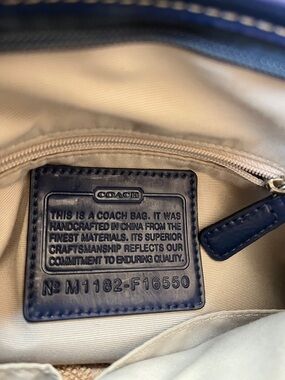 COACH
THIS IS A COACH BAG. IT WAS
HANDCRAFTED IN CHINA FROM THE
FINEST MATERIALS. ITS SUPERIOR
CRAFTSMANSHIP REFLECTS OUR
COMMITMENT TO ENDURING QUALITY.
Nº M1182-F16550